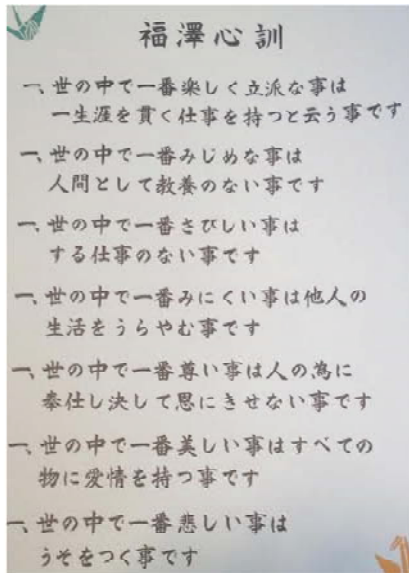 福澤心訓
一、世の中で一番楽しく立派な事は
一生涯を貫く仕事を持つと云う事です
一、世の中で一番みじめな事は
人間として教養のない事です
一、世の中で一番さびしい事は
する仕事のない事です
一、世の中で一番みにくい事は他人の
生活をうらやむ事です
一、世の中で一番尊い事は人の為に
奉仕し決して恩にきせない事です
一、世の中で一番美しい事はすべての
物に愛情を持つ事です
一、世の中で一番悲しい事は
うそをつく事です